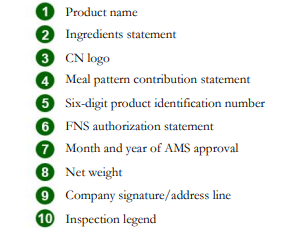 1 Product name
2 Ingredients statement
3 CN logo
4 Meal pattern contribution statement
5 Six-digit product identification number
6 FNS authorization statement
7 Month and year of AMS approval
8 Net weight
9 Company signature/address line
10 Inspection legend